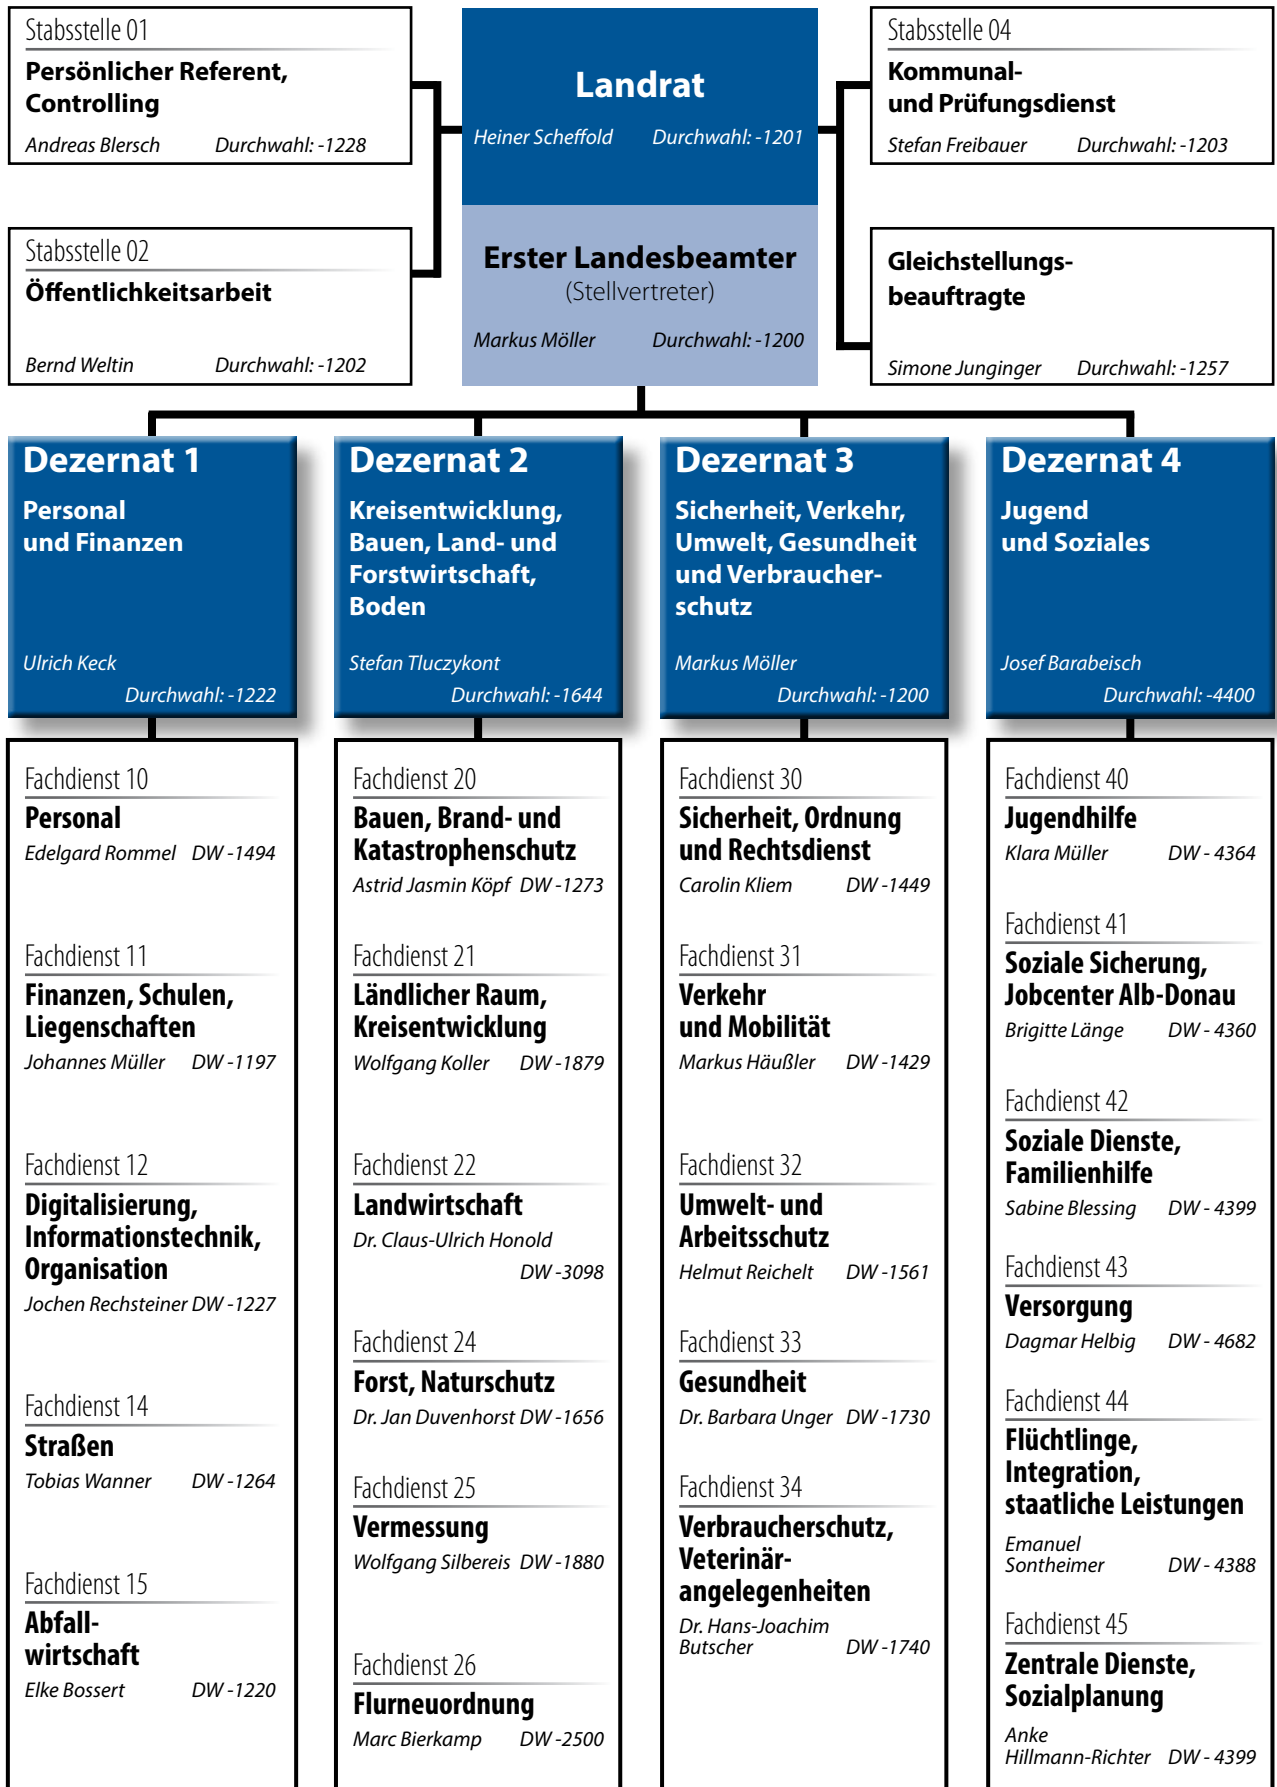 Stabsstelle 01
Persönlicher Referent,
Controlling
Andreas Blersch Durchwahl: -1228
Landrat
Heiner Scheffold Durchwahl: -1201
Stabsstelle 04
Kommunal-
und Prüfungsdienst
Stefan Freibauer Durchwahl: -1203
Stabsstelle 02
Öffentlichkeitsarbeit
Bernd Weltin Durchwahl: -1202
Erster Landesbeamter
(Stellvertreter)
Markus Möller Durchwahl: -1200
Gleichstellungs-
beauftragte
Simone Junginger Durchwahl: -1257
Dezernat 1
Personal
und Finanzen
Ulrich Keck
Durchwahl: -1222
Dezernat 2
Kreisentwicklung,
Bauen, Land- und
Forstwirtschaft,
Boden
Stefan Tluczykont
Durchwahl: -1644
Dezernat 3
Sicherheit, Verkehr,
Umwelt, Gesundheit
und Verbraucher-
schutz
Markus Möller
Durchwahl: -1200
Dezernat 4
Jugend
und Soziales
Josef Barabeisch
Durchwahl: -4400
Fachdienst 10
Personal
Edelgard Rommel DW -1494
Fachdienst 11
Finanzen, Schulen,
Liegenschaften
Johannes Müller DW -1197
Fachdienst 12
Digitalisierung,
Informationstechnik,
Organisation
Jochen Rechsteiner DW -1227
Fachdienst 14
Straßen
Tobias Wanner DW -1264
Fachdienst 15
Abfall-
wirtschaft
Elke Bossert DW -1220
Fachdienst 20
Bauen, Brand- und
Katastrophenschutz
Astrid Jasmin Köpf DW -1273
Fachdienst 21
Ländlicher Raum,
Kreisentwicklung
Wolfgang Koller DW -1879
Fachdienst 22
Landwirtschaft
Dr. Claus-Ulrich Honold
DW -3098
Fachdienst 24
Forst, Naturschutz
Dr. Jan Duvenhorst DW -1656
Fachdienst 25
Vermessung
Wolfgang Silbereis DW -1880
Fachdienst 26
Flurneuordnung
Marc Bierkamp DW -2500
Fachdienst 30
Sicherheit, Ordnung
und Rechtsdienst
Carolin Kliem DW -1449
Fachdienst 31
Verkehr
und Mobilität
Markus Häußler DW -1429
Fachdienst 32
Umwelt- und
Arbeitsschutz
Helmut Reichelt DW -1561
Fachdienst 33
Gesundheit
Dr. Barbara Unger DW -1730
Fachdienst 34
Verbraucherschutz,
Veterinär-
angelegenheiten
Dr. Hans-Joachim
Butscher DW -1740
Fachdienst 40
Jugendhilfe
Klara Müller DW - 4364
Fachdienst 41
Soziale Sicherung,
Jobcenter Alb-Donau
Brigitte Länge DW - 4360
Fachdienst 42
Soziale Dienste,
Familienhilfe
Sabine Blessing DW - 4399
Fachdienst 43
Versorgung
Dagmar Helbig DW - 4682
Fachdienst 44
Flüchtlinge,
Integration,
staatliche Leistungen
Emanuel
Sontheimer DW - 4388
Fachdienst 45
Zentrale Dienste,
Sozialplanung
Anke
Hillmann-Richter DW - 4399